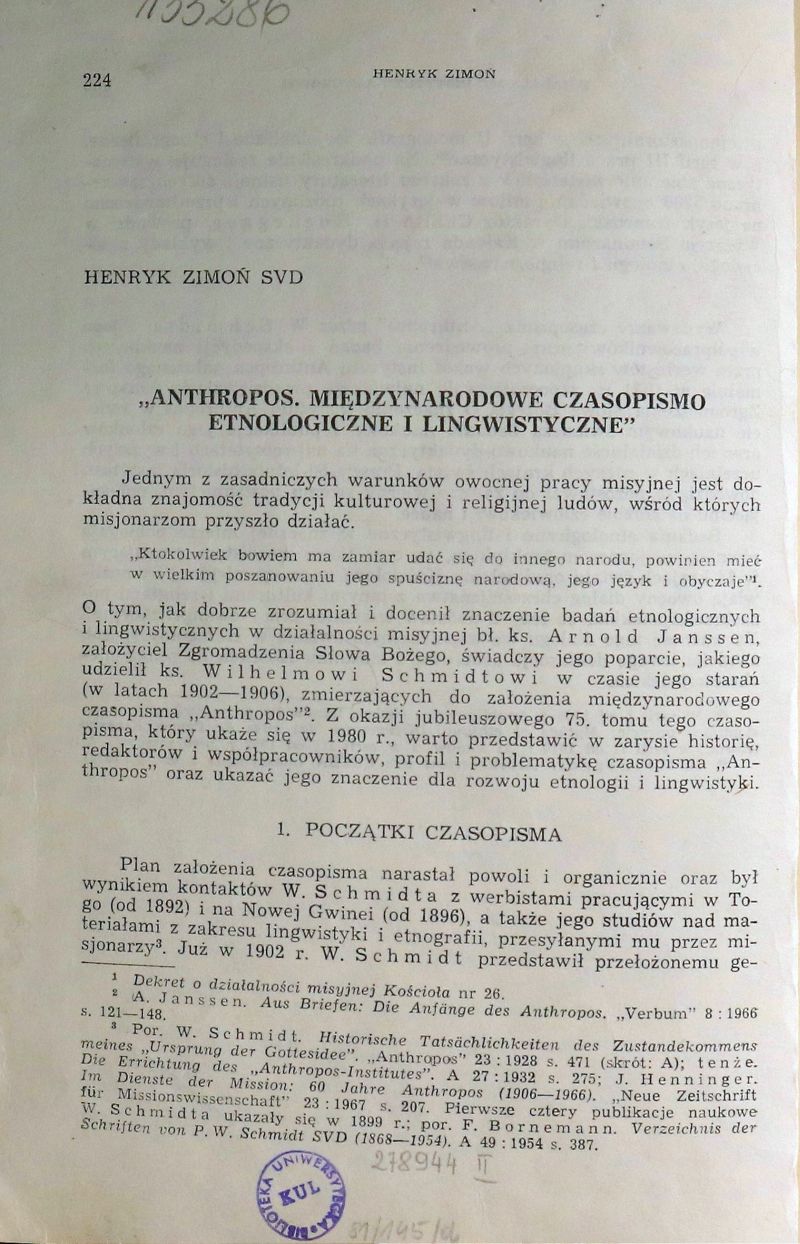 224
HENRYK ZIMOŃ
HENRYK ZIMOŃ SVD
„ANTHROPOS. MIĘDZYNARODOWE CZASOPISMO
ETNOLOGICZNE I LINGWISTYCZNE”
Jednym z zasadniczych warunków owocnej pracy misyjnej jest do-
kładna znajomość tradycji kulturowej i religijnej ludów, wśród których
misjonarzom przyszło działać.
„Ktokolwiek bowiem ma zamiar udać się do innego narodu, powinien mieć
w wielkim poszanowaniu jego spuściznę narodową, jego język i obyczaje”¹.
O tym, jak dobrze zrozumiał i docenił znaczenie badań etnologicznych
i lingwistycznych w działalności misyjnej bł. ks. Arnold Janssen,
założyciel Zgromadzenia Słowa Bożego, świadczy jego poparcie, jakiego
udzielił ks. Wilhelmowi Schmidtowi w czasie jego starań
(w latach 1902—1906), zmierzających do założenia międzynarodowego
czasopisma „Anthropos”². Z okazji jubileuszowego 75. tomu tego czaso-
pisma, który ukaże się w 1980 r., warto przedstawić w zarysie historię,
redaktorów i współpracowników, profil i problematykę czasopisma „An-
thropos” oraz ukazać jego znaczenie dla rozwoju etnologii i lingwistyki.
1. POCZĄTKI CZASOPISMA
Plan założenia czasopisma narastał powoli i organicznie oraz był
wynikiem kontaktów W. Schmidta z werbistami pracującymi w To-
go (od 1892) i na Nowej Gwinei (od 1896), a także jego studiów nad ma-
teriałami z zakresu lingwistyki i etnografii, przesyłanymi mu przez mi-
sjonarzy³. Już w 1902 r. W. Schmidt przedstawił przełożonemu ge-
¹ Dekret o działalności misyjnej Kościoła nr 26.
² A. Janssen. Aus Briefen: Die Anfänge des Anthropos. „Verbum” 8 : 1966
s. 121—148.
³ Por. W. Schmidt. Historische Tatsächlichkeiten des Zustandekommens
meines „Ursprung der Gottesidee”. „Anthropos” 23 : 1928 s. 471 (skrót: A); tenże.
Die Errichtung des „Anthropos-Institutes”. A 27 : 1932 s. 275; J. Henninger.
Im Dienste der Mission: 60 Jahre Anthropos (1906—1966). „Neue Zeitschrift
für Missionswissenschaft” 23 : 1967 s. 207. Pierwsze cztery publikacje naukowe
W. Schmidta ukazały się w 1899 r.; por. F. Bornemann. Verzeichnis der
Schriften von P. W. Schmidt SVD (1868—1954). A 49 : 1954 s. 387.
278944 II
BIBLIOTEKA UNIWERSYTECKA
KUL